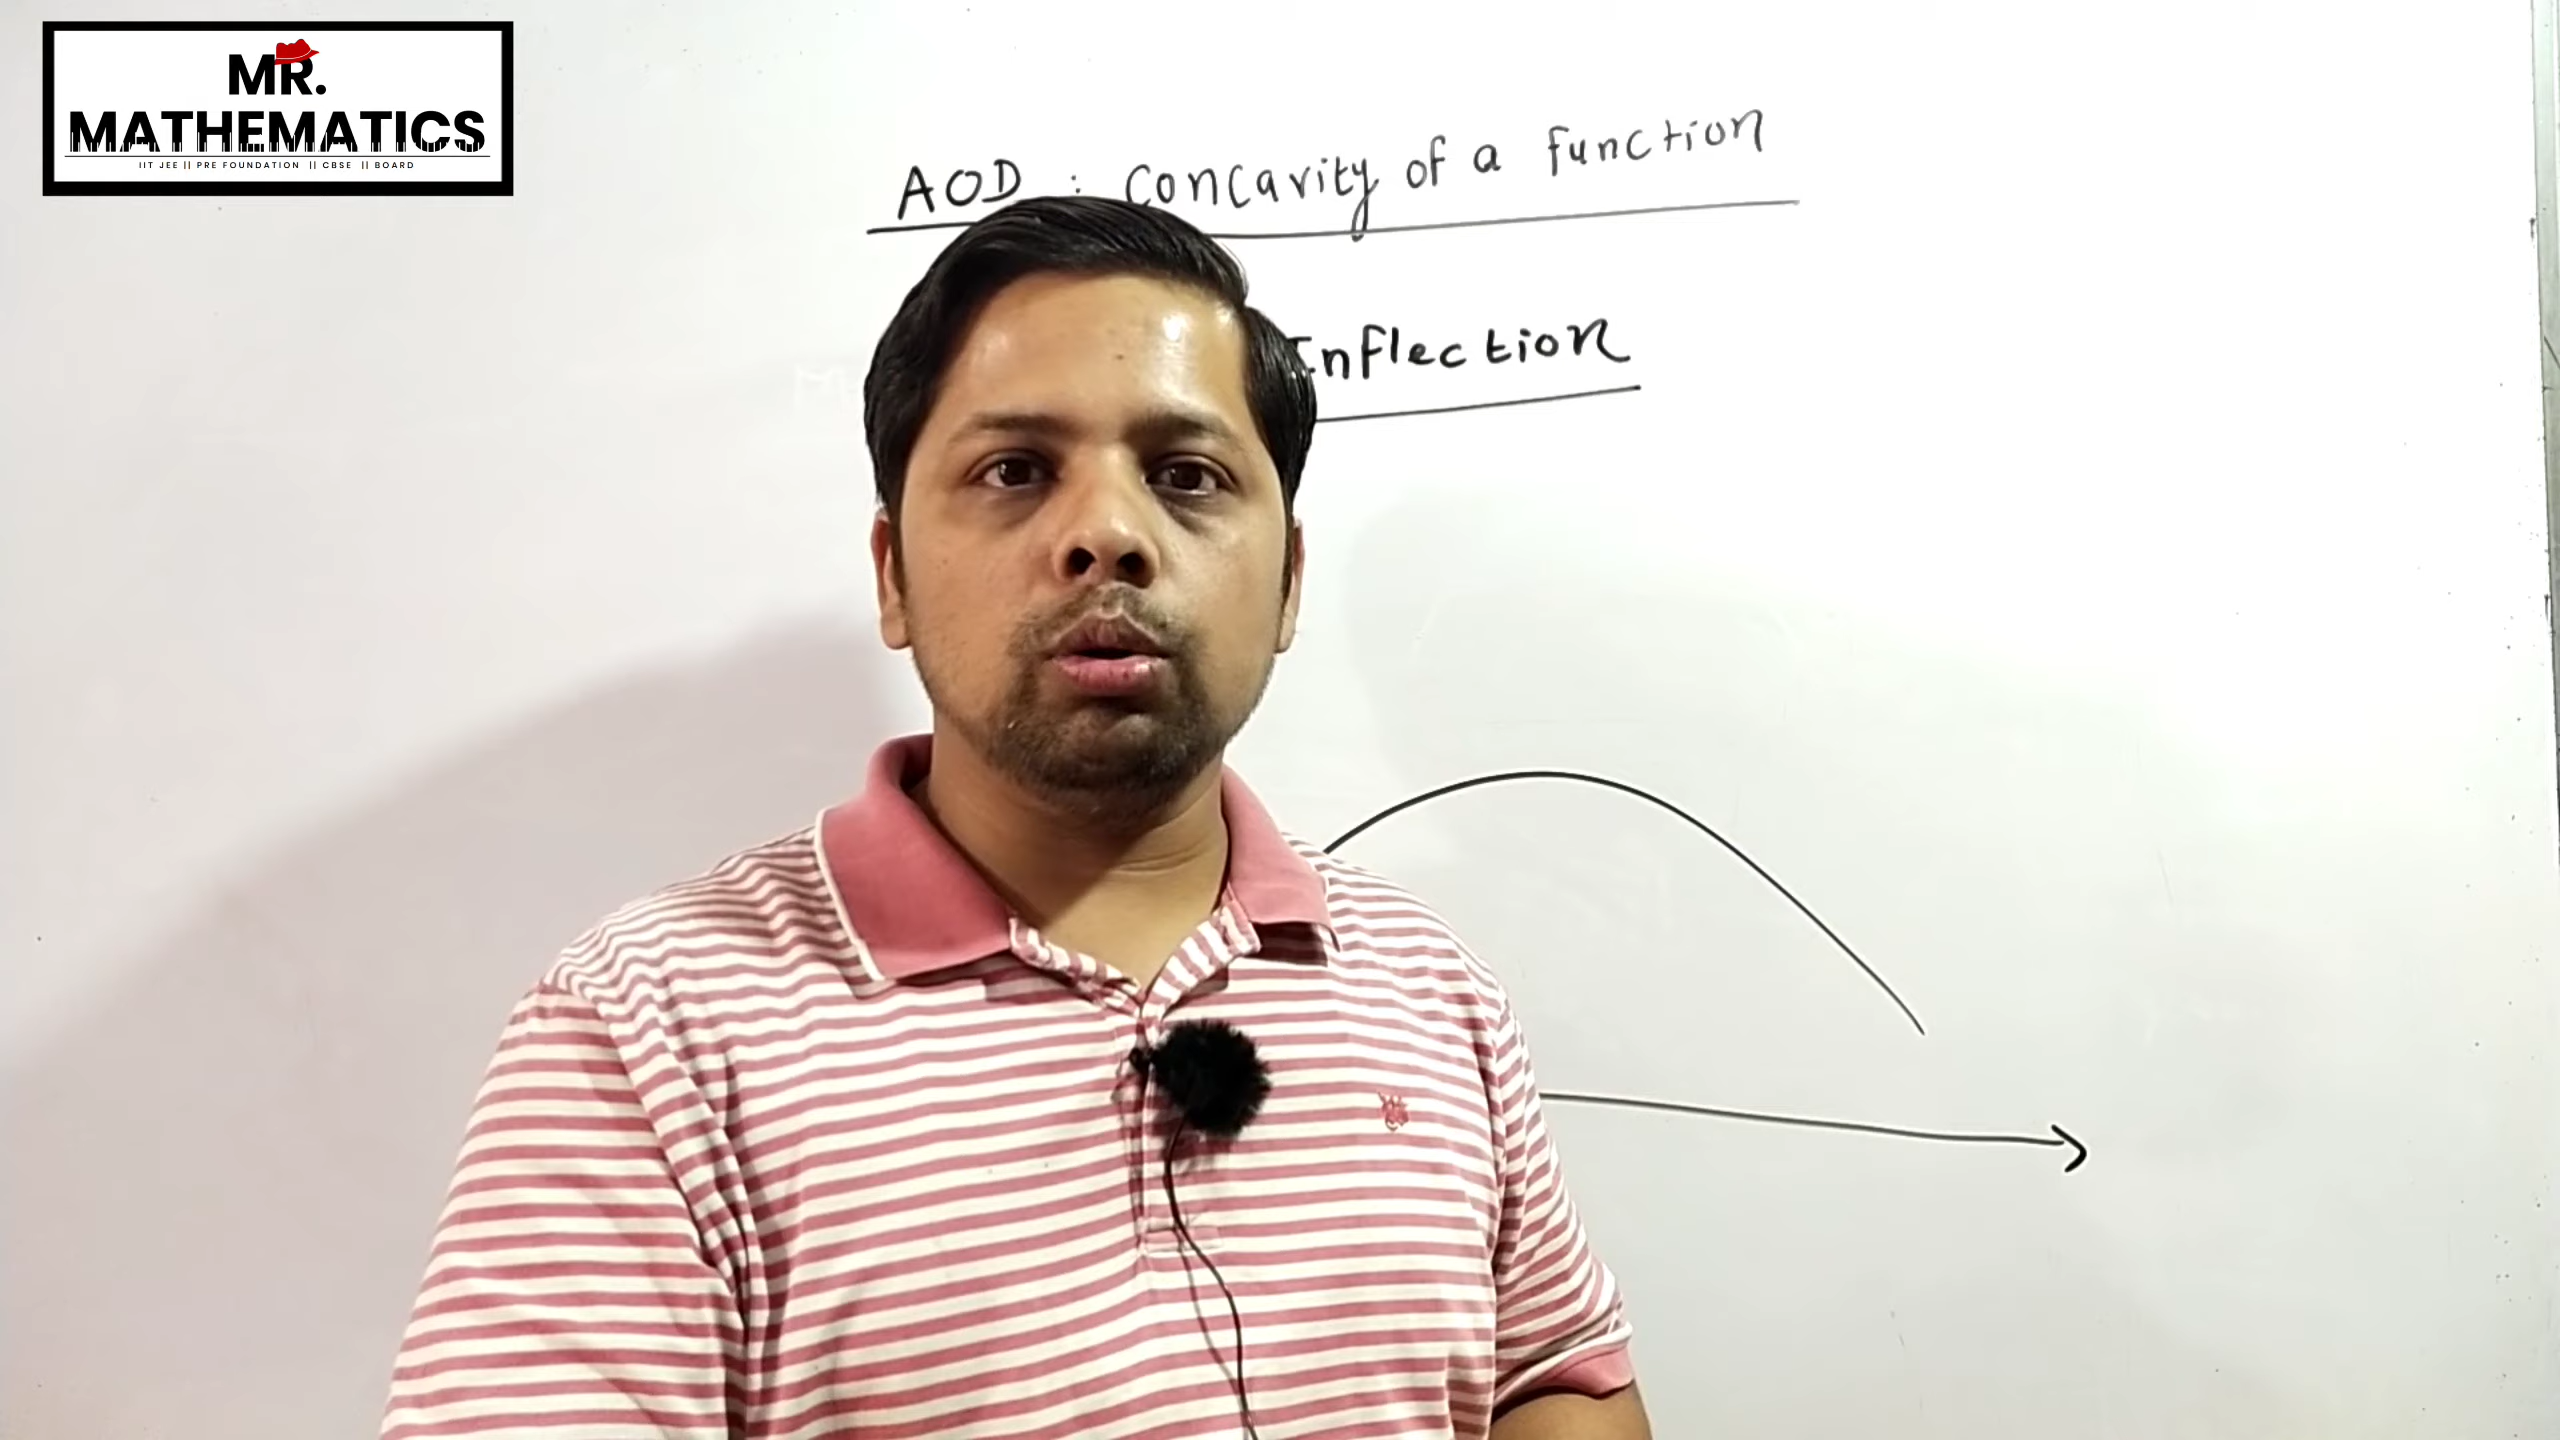 MR.
MATHEMATICS
IIT JEE || PRE FOUNDATION || CBSE || BOARD
AOD : Concavity of a function
Inflection